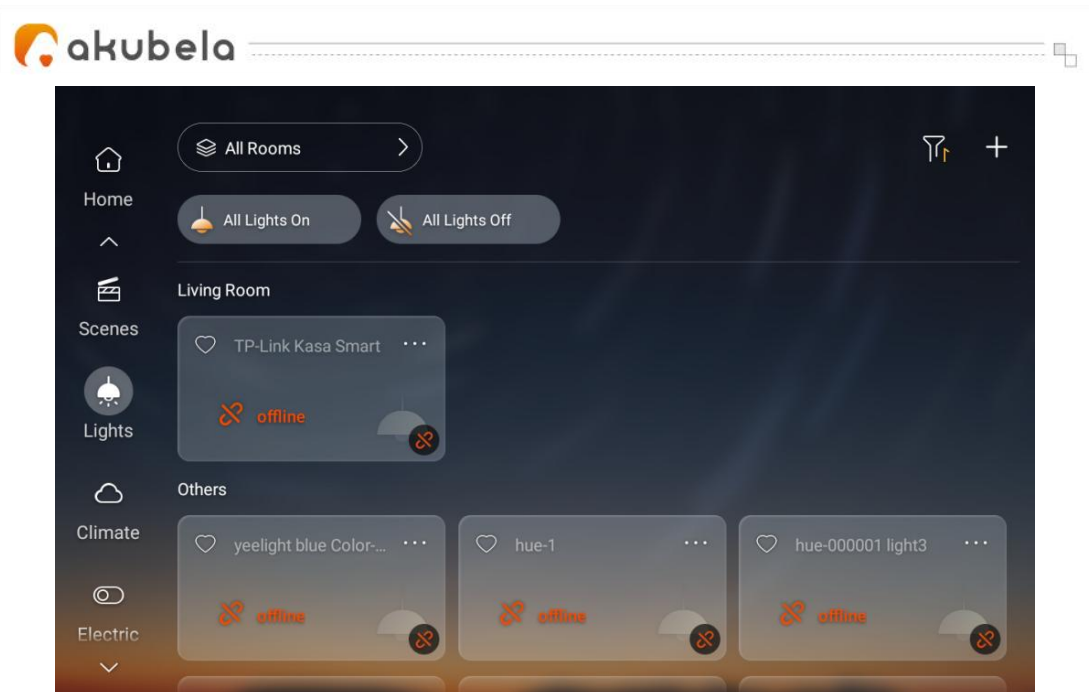 akubela
All Rooms
Home
All Lights On
All Lights Off
Living Room
Scenes
TP-Link Kasa Smart
offline
Lights
Others
Climate
yeelight blue Color-...
hue-1
hue-000001 light3
offline
offline
offline
Electric